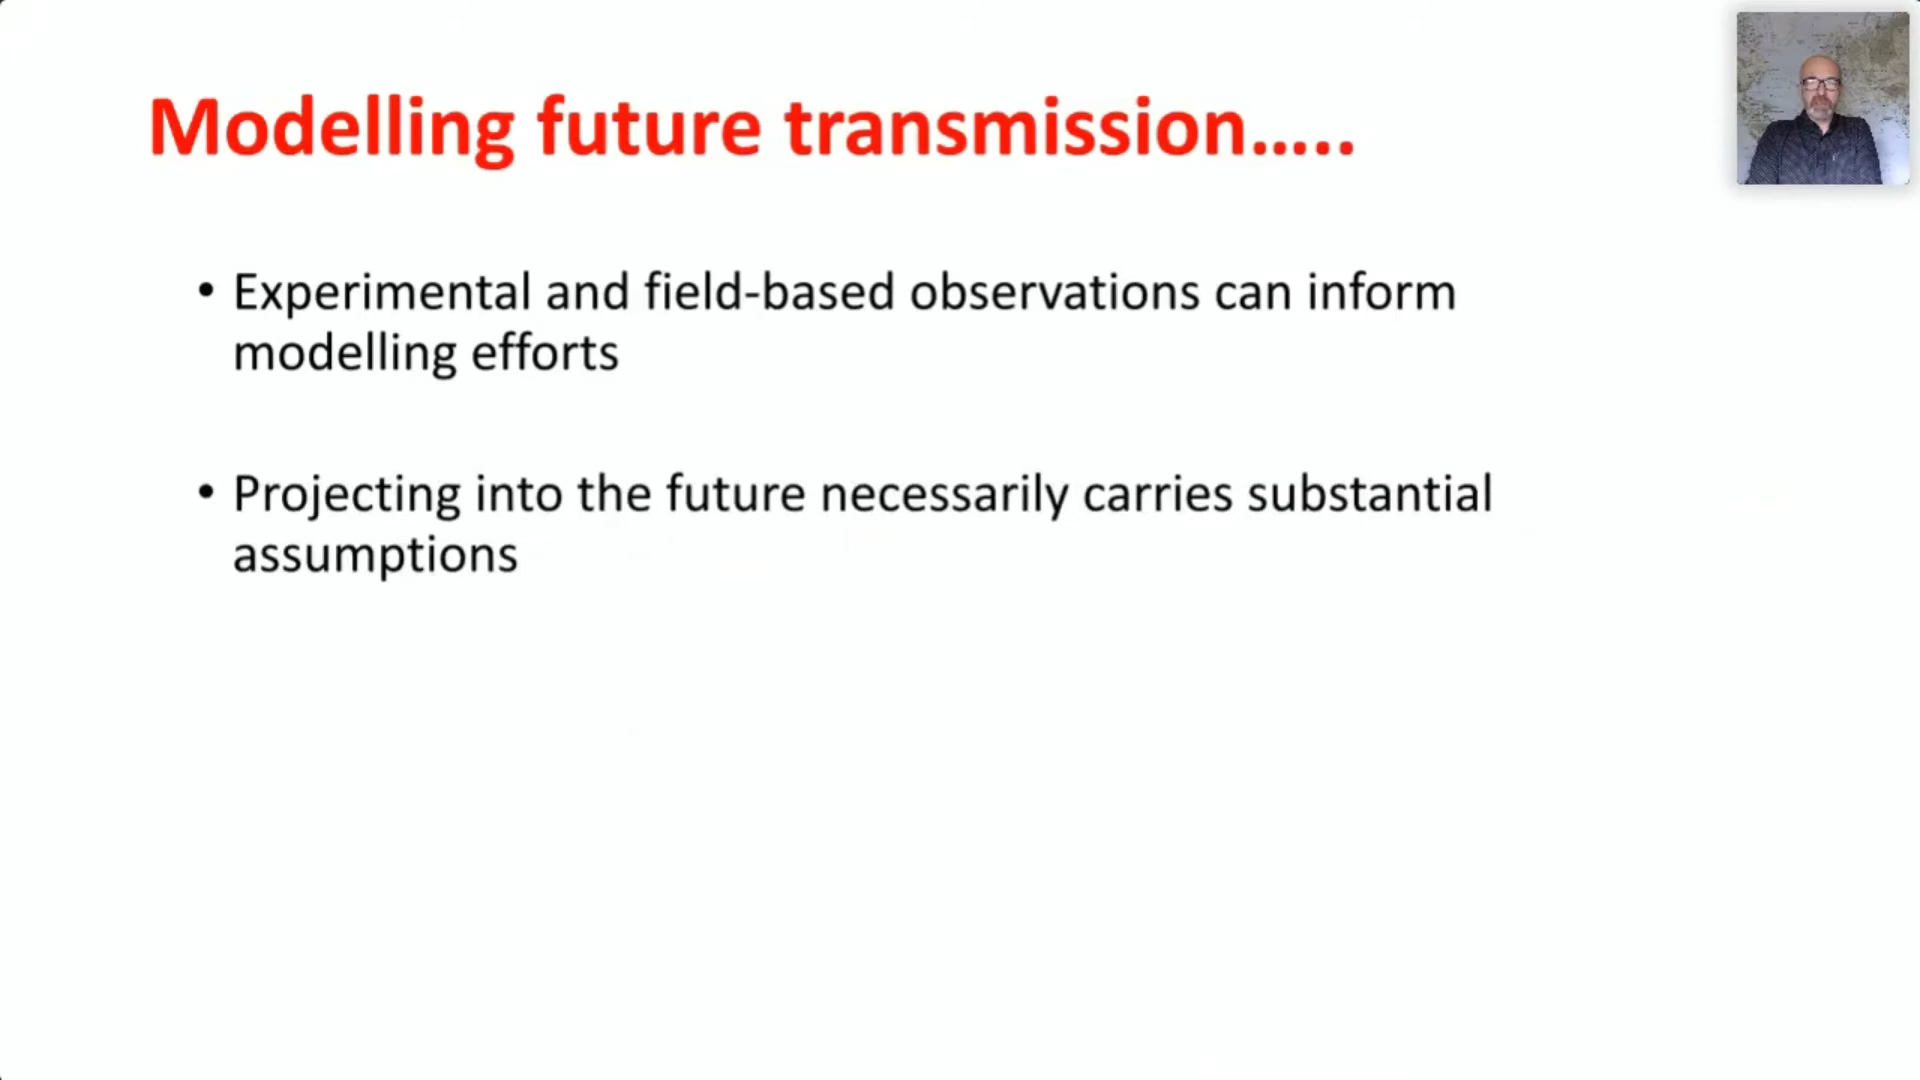 Modelling future transmission.....
• Experimental and field-based observations can inform
modelling efforts
• Projecting into the future necessarily carries substantial
assumptions